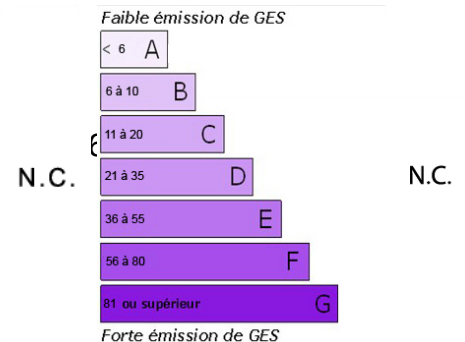 Faible émission de GES
< 6 A
6 à 10 B
11 à 20 C
N.C. 21 à 35 D N.C.
36 à 55 E
56 à 80 F
81 ou supérieur G
Forte émission de GES